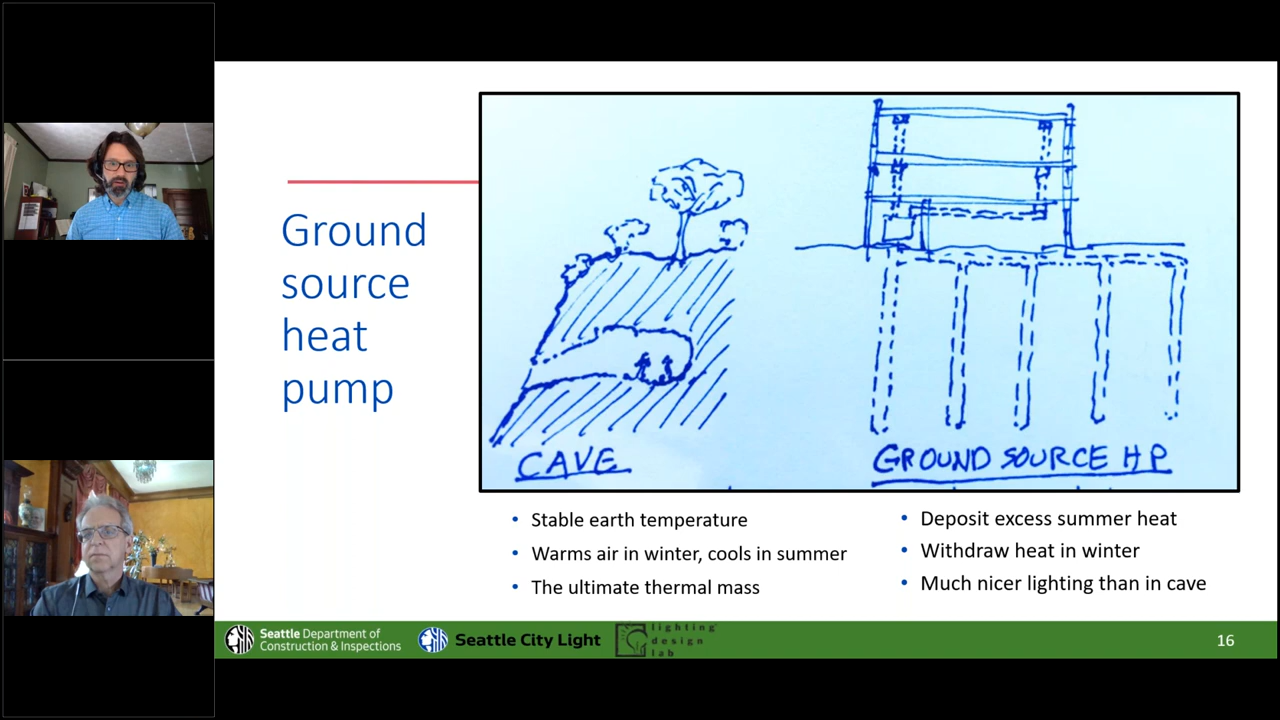 Ground
source
heat
pump
CAVE
GROUND SOURCE HP
• Stable earth temperature
• Warms air in winter, cools in summer
• The ultimate thermal mass
• Deposit excess summer heat
• Withdraw heat in winter
• Much nicer lighting than in cave
Seattle Department of
Construction & Inspections
Seattle City Light
lighting
design
lab
16